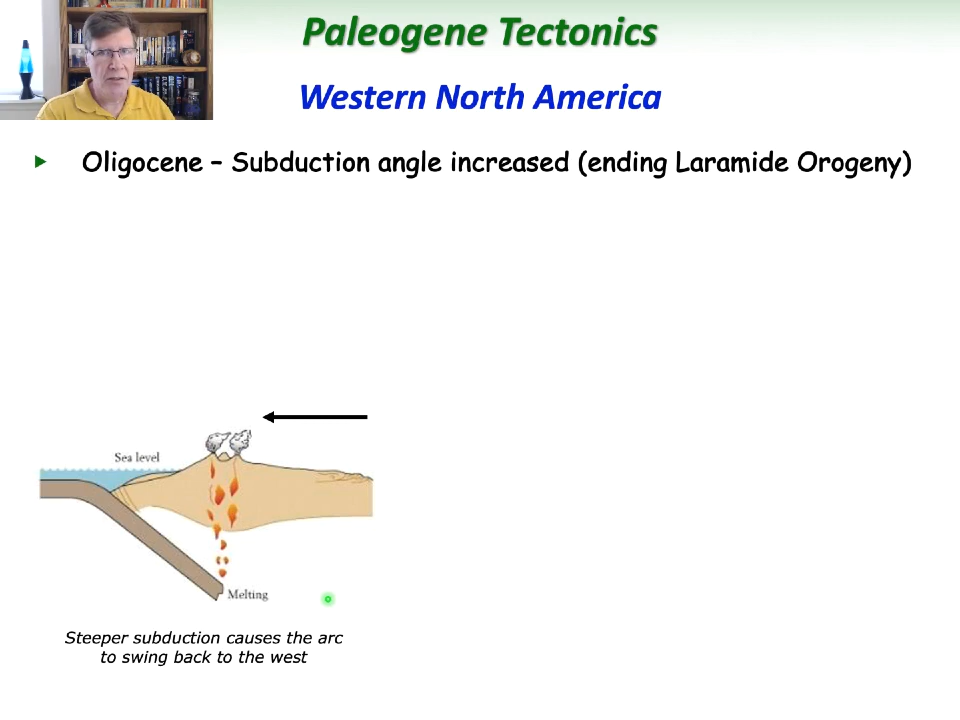 Paleogene Tectonics
Western North America
Oligocene – Subduction angle increased (ending Laramide Orogeny)
Sea level
Melting
Steeper subduction causes the arc
to swing back to the west